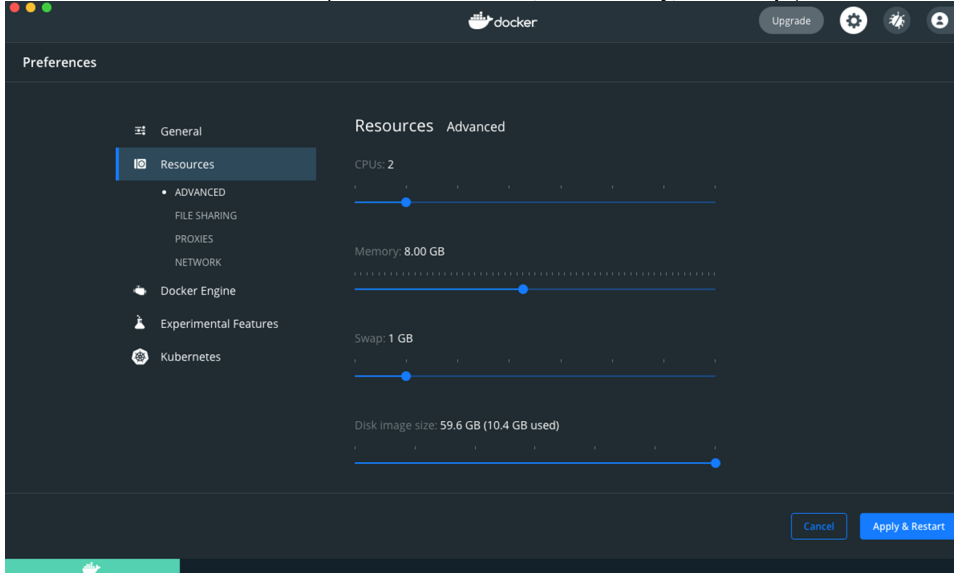 docker
Upgrade
Preferences
General
Resources
ADVANCED
FILE SHARING
PROXIES
NETWORK
Docker Engine
Experimental Features
Kubernetes
Resources Advanced
CPUs: 2
Memory: 8.00 GB
Swap: 1 GB
Disk image size: 59.6 GB (10.4 GB used)
Cancel
Apply & Restart